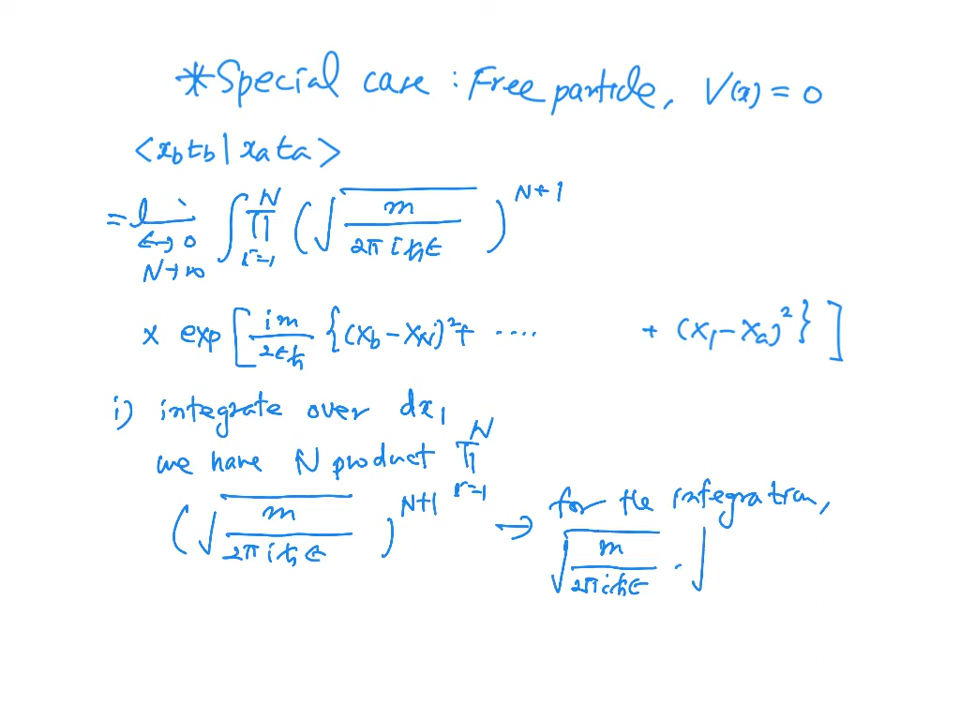 *Special case : Free particle, V(x) = 0
<x_b t_b | x_a t_a>
= lim_{ε→0, N→∞} ∫ ∏_{r=1}^{N} (√(m / 2πiħε))^{N+1}
× exp[ im/2εħ {(x_b - x_N)² + .... + (x_1 - x_a)²} ]
i) integrate over dx_1
we have N product ∏_{r=1}^{N}
(√(m / 2πiħε))^{N+1} → for the integration,
√(m / 2πiħε) · √